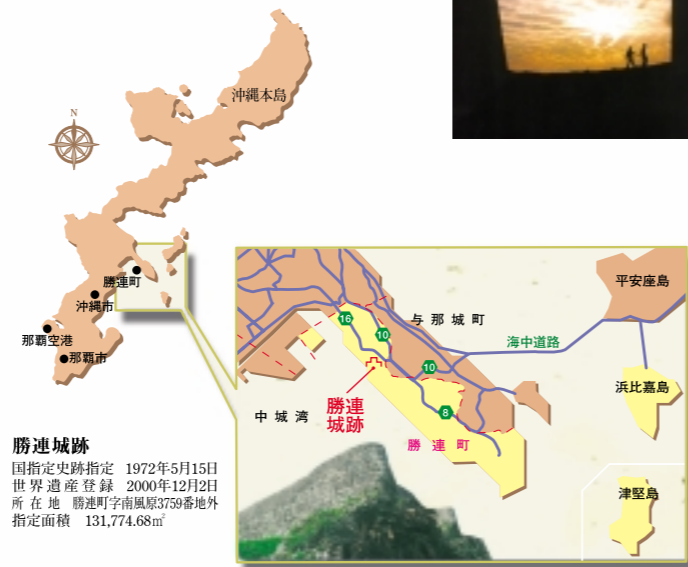 沖縄本島
N
勝連町
沖縄市
那覇空港
那覇市
平安座島
与那城町
海中道路
浜比嘉島
16
10
10
8
勝連
城跡
中城湾
勝連町
津堅島
勝連城跡
国指定史跡指定 1972年5月15日
世界遺産登録 2000年12月2日
所在地 勝連町字南風原3759番地外
指定面積 131,774.68㎡